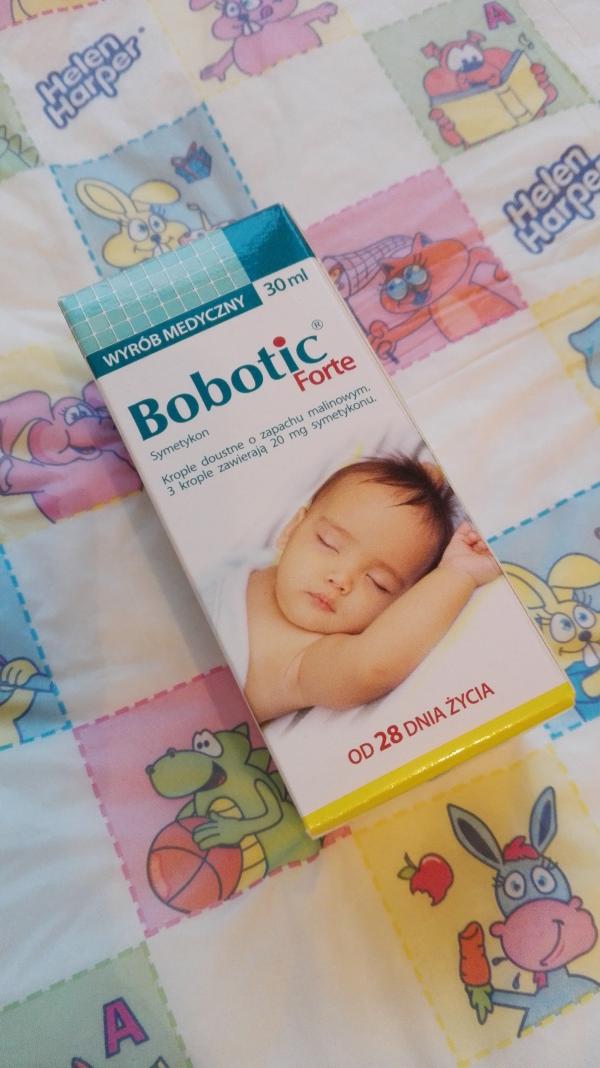 Helen
Harper
A
Helen
Harper
30 ml
WYRÓB MEDYCZNY
Bobotic®
Forte
Symetykon
Krople doustne o zapachu malinowym.
3 krople zawierają 20 mg symetykonu.
OD 28 DNIA ŻYCIA
A